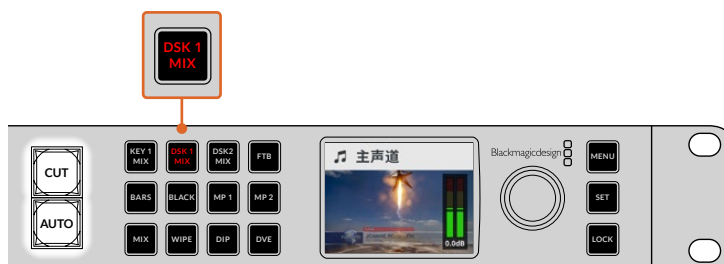 DSK 1
MIX
CUT
AUTO
KEY 1
MIX
DSK 1
MIX
DSK2
MIX
FTB
BARS
BLACK
MP 1
MP 2
MIX
WIPE
DIP
DVE
主声道
0.0dB
Blackmagicdesign
MENU
SET
LOCK